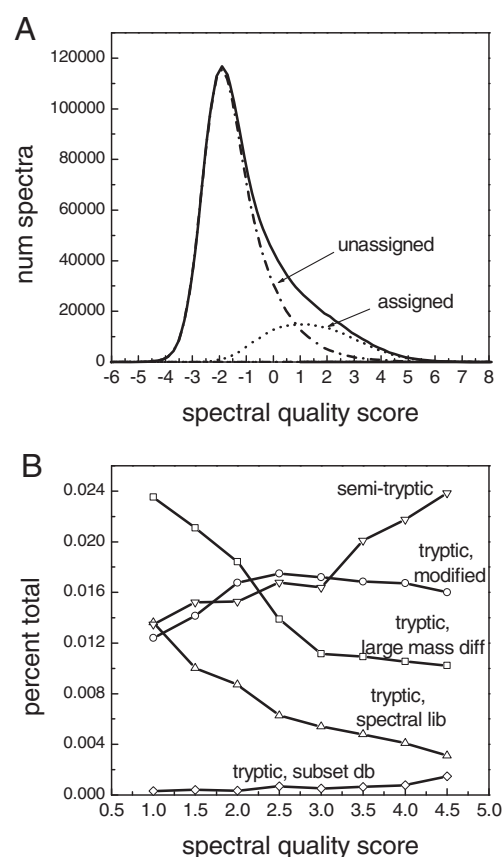 A
120000
100000
80000
60000
40000
20000
0
num spectra
unassigned
assigned
-6 -5 -4 -3 -2 -1 0 1 2 3 4 5 6 7 8
spectral quality score
B
0.024
0.020
0.016
0.012
0.008
0.004
0.000
percent total
semi-tryptic
tryptic,
modified
tryptic,
large mass diff
tryptic,
spectral lib
tryptic, subset db
0.5 1.0 1.5 2.0 2.5 3.0 3.5 4.0 4.5 5.0
spectral quality score